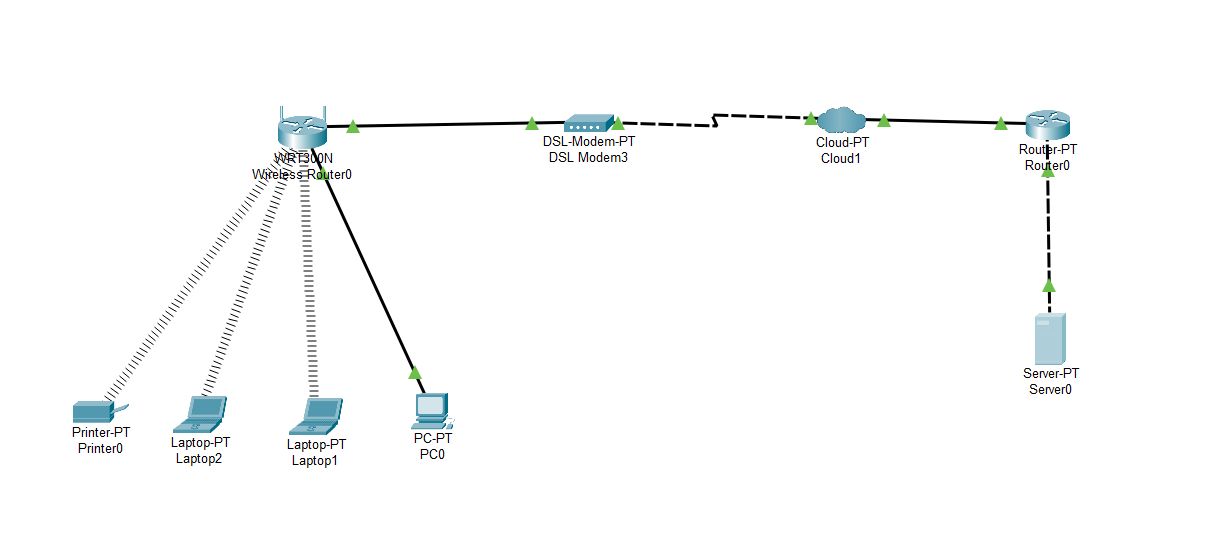 WRT300N
Wireless Router0
DSL-Modem-PT
DSL Modem3
Cloud-PT
Cloud1
Router-PT
Router0
Server-PT
Server0
Printer-PT
Printer0
Laptop-PT
Laptop2
Laptop-PT
Laptop1
PC-PT
PC0